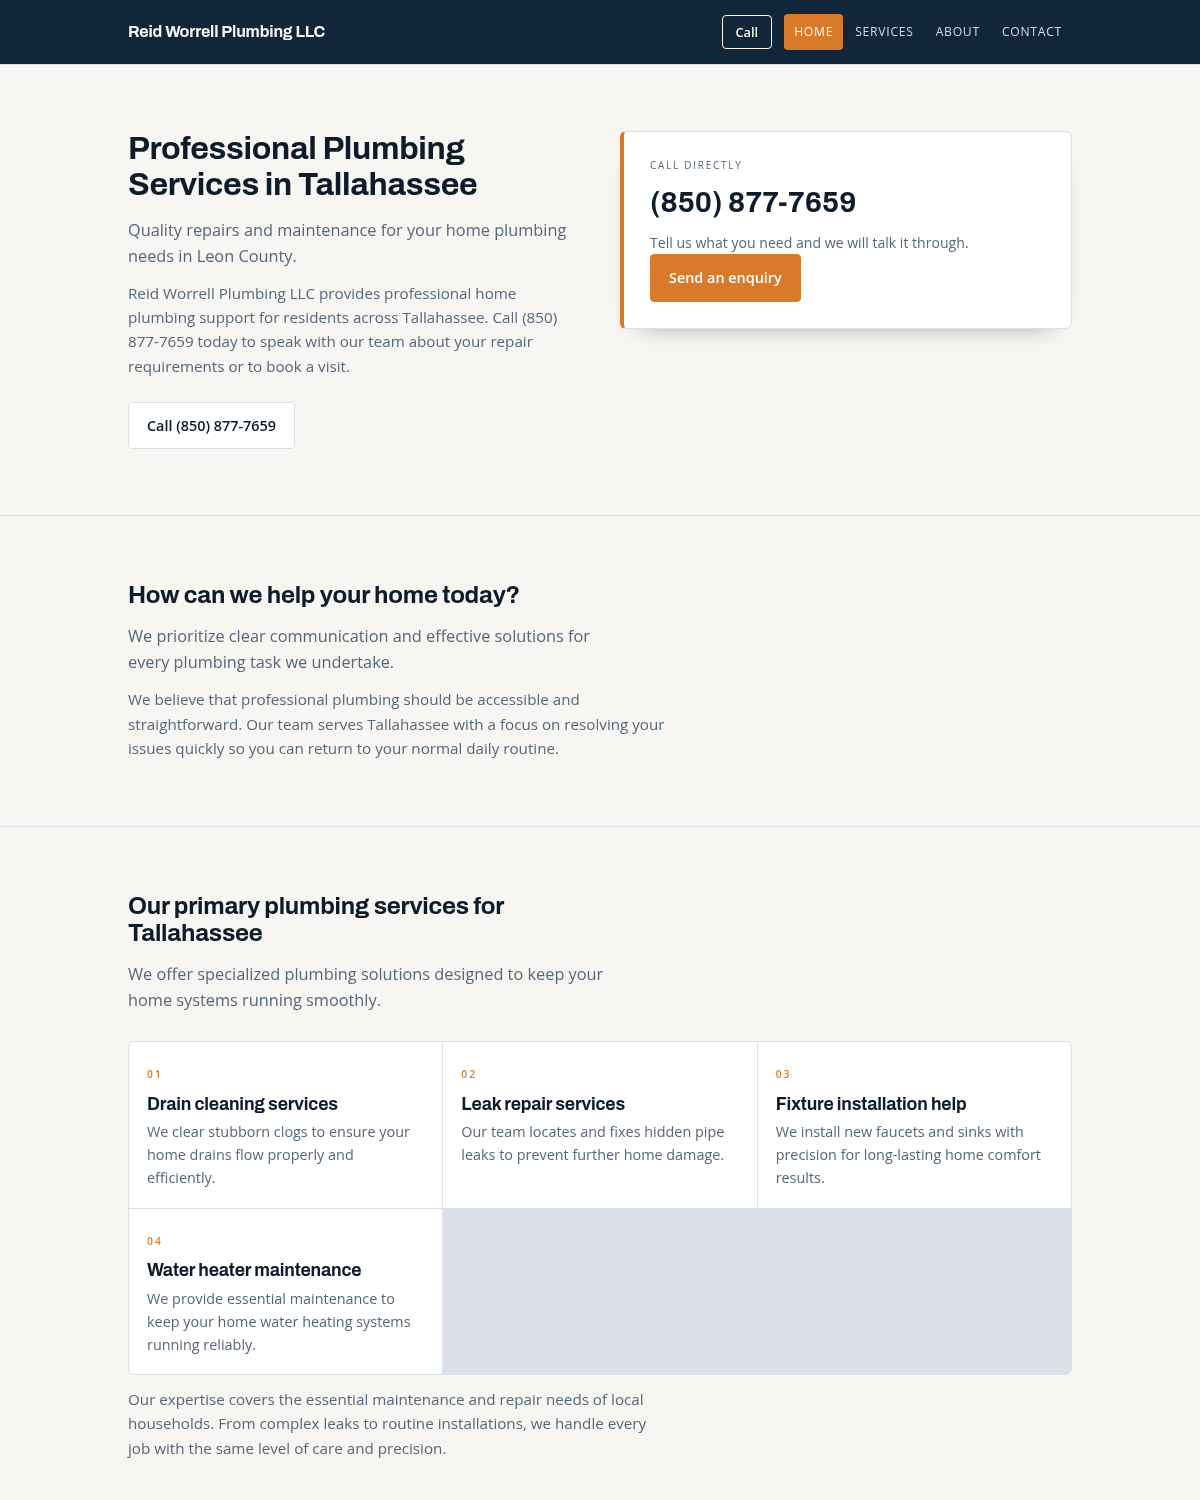 Reid Worrell Plumbing LLC
Call
HOME
SERVICES
ABOUT
CONTACT
Professional Plumbing
Services in Tallahassee
Quality repairs and maintenance for your home plumbing
needs in Leon County.
Reid Worrell Plumbing LLC provides professional home
plumbing support for residents across Tallahassee. Call (850)
877-7659 today to speak with our team about your repair
requirements or to book a visit.
Call (850) 877-7659
CALL DIRECTLY
(850) 877-7659
Tell us what you need and we will talk it through.
Send an enquiry
How can we help your home today?
We prioritize clear communication and effective solutions for
every plumbing task we undertake.
We believe that professional plumbing should be accessible and
straightforward. Our team serves Tallahassee with a focus on resolving your
issues quickly so you can return to your normal daily routine.
Our primary plumbing services for
Tallahassee
We offer specialized plumbing solutions designed to keep your
home systems running smoothly.
01
Drain cleaning services
We clear stubborn clogs to ensure your
home drains flow properly and
efficiently.
02
Leak repair services
Our team locates and fixes hidden pipe
leaks to prevent further home damage.
03
Fixture installation help
We install new faucets and sinks with
precision for long-lasting home comfort
results.
04
Water heater maintenance
We provide essential maintenance to
keep your home water heating systems
running reliably.
Our expertise covers the essential maintenance and repair needs of local
households. From complex leaks to routine installations, we handle every
job with the same level of care and precision.